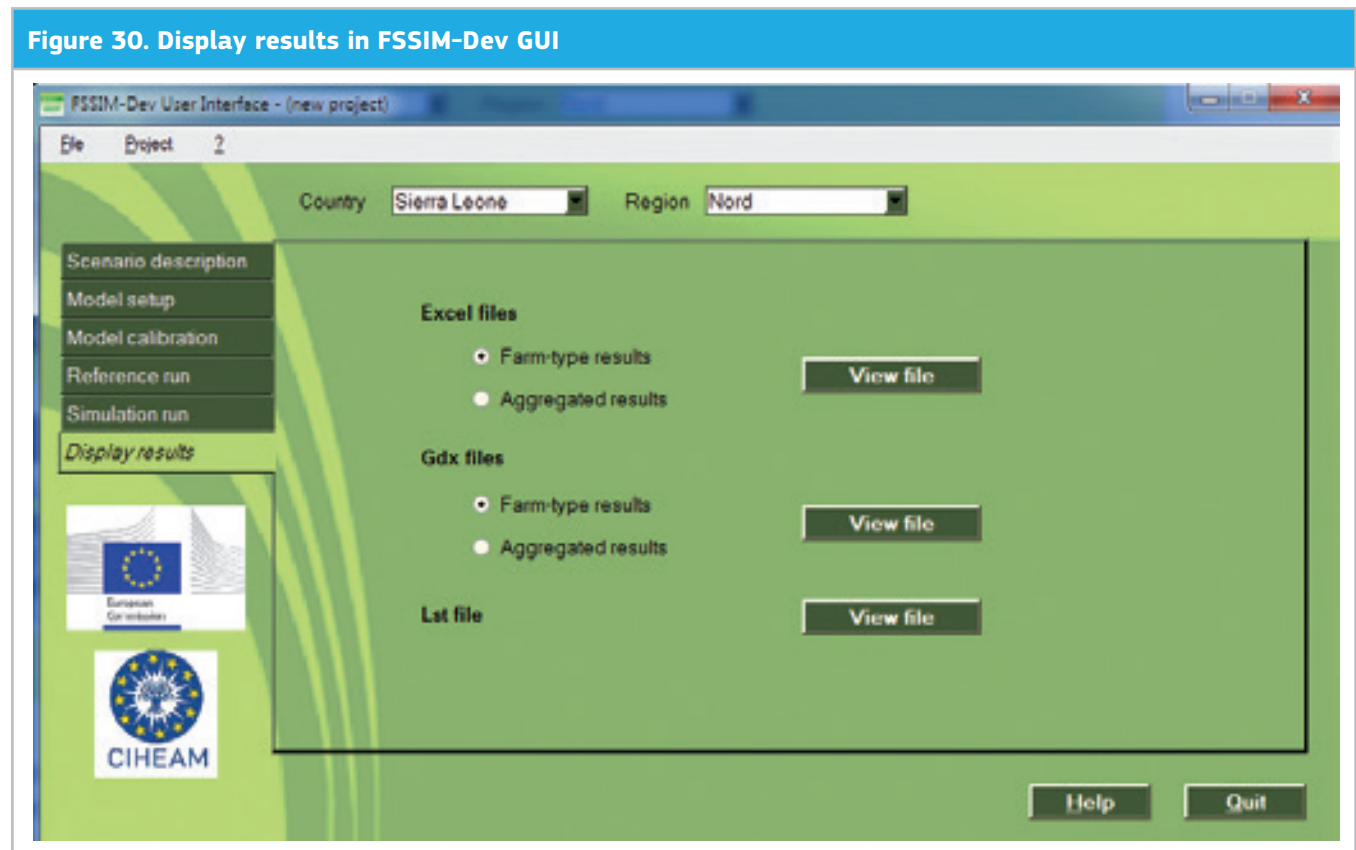 Figure 30. Display results in FSSIM-Dev GUI
FSSIM-Dev User Interface - (new project)
File Project ?
Country Sierra Leone Region Nord
Scenario description
Model setup
Model calibration
Reference run
Simulation run
Display results
Excel files
Farm-type results
Aggregated results
View file
Gdx files
Farm-type results
Aggregated results
View file
Lst file
View file
European
Commission
CIHEAM
Help
Quit